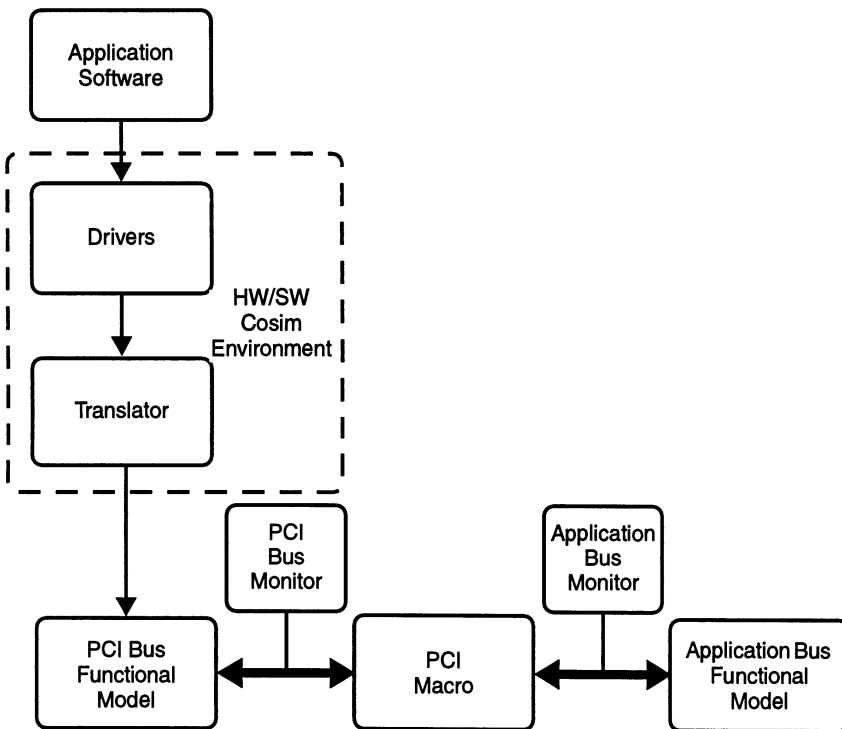 Application
Software
Drivers
HW/SW
Cosim
Environment
Translator
PCI
Bus
Monitor
Application
Bus
Monitor
PCI Bus
Functional
Model
PCI
Macro
Application Bus
Functional
Model